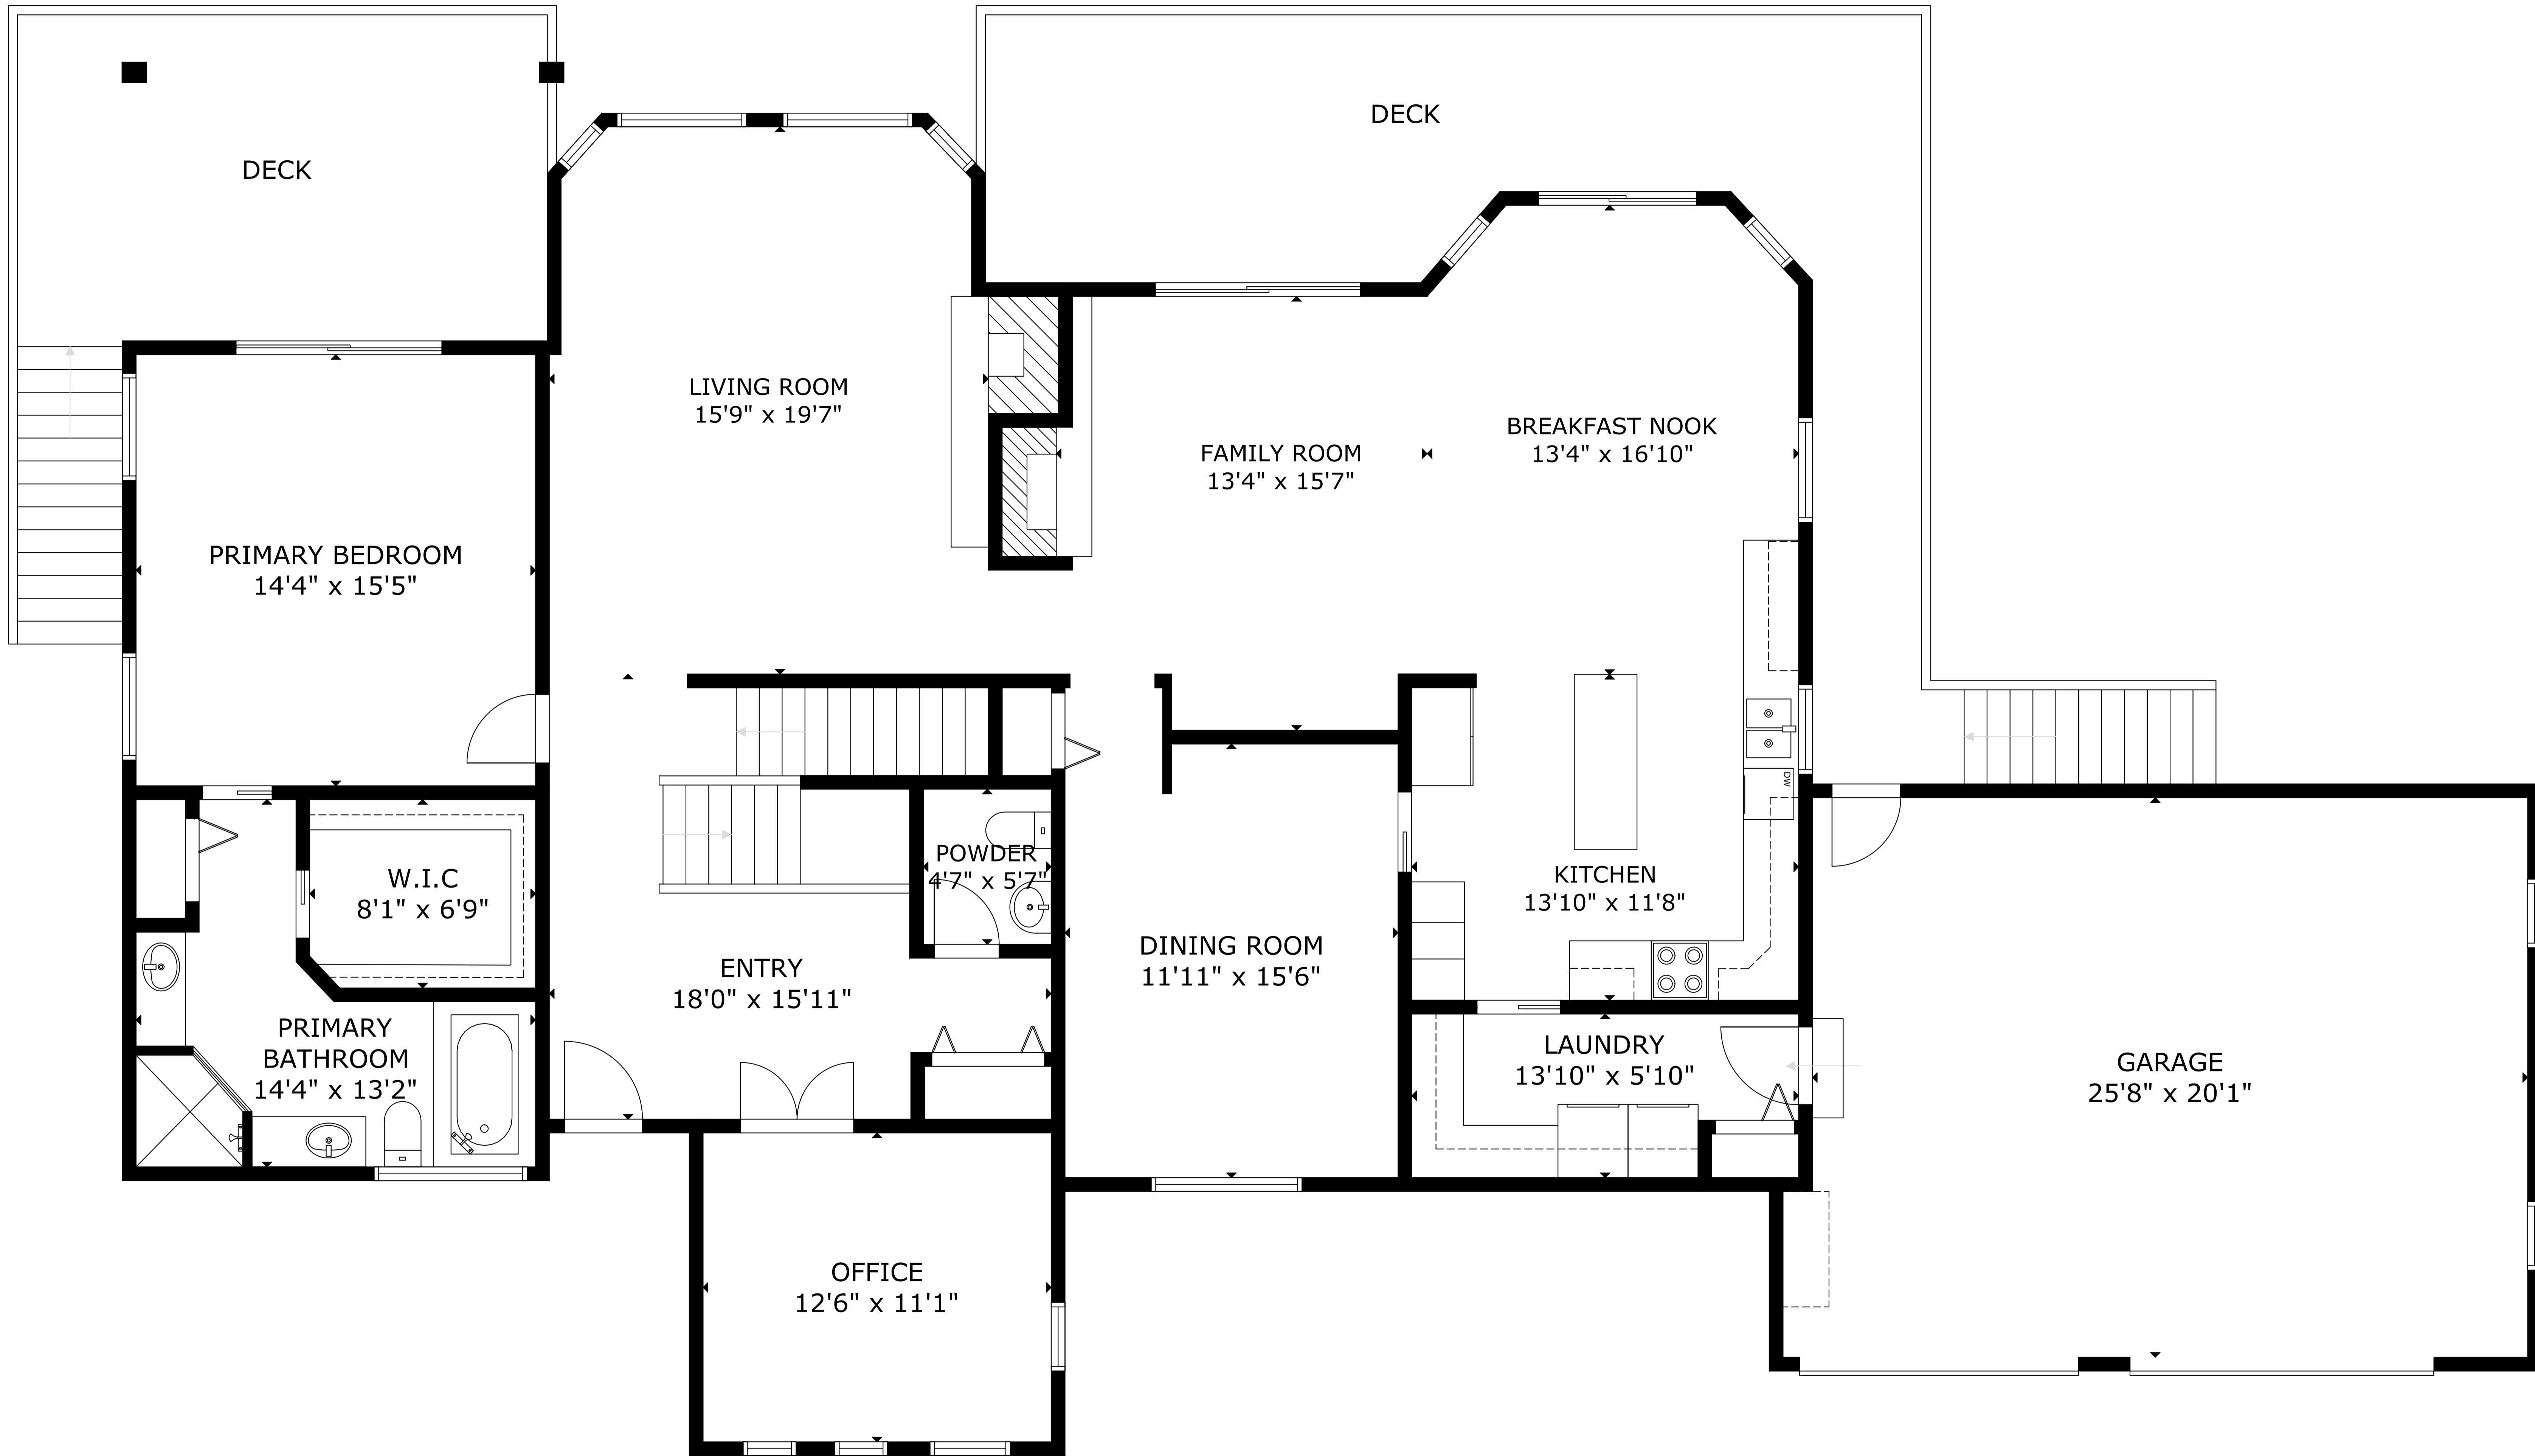 DECK
DECK
LIVING ROOM
15'9" x 19'7"
FAMILY ROOM
13'4" x 15'7"
BREAKFAST NOOK
13'4" x 16'10"
PRIMARY BEDROOM
14'4" x 15'5"
DW
W.I.C
8'1" x 6'9"
POWDER
4'7" x 5'7"
KITCHEN
13'10" x 11'8"
ENTRY
18'0" x 15'11"
DINING ROOM
11'11" x 15'6"
PRIMARY
BATHROOM
14'4" x 13'2"
LAUNDRY
13'10" x 5'10"
GARAGE
25'8" x 20'1"
OFFICE
12'6" x 11'1"